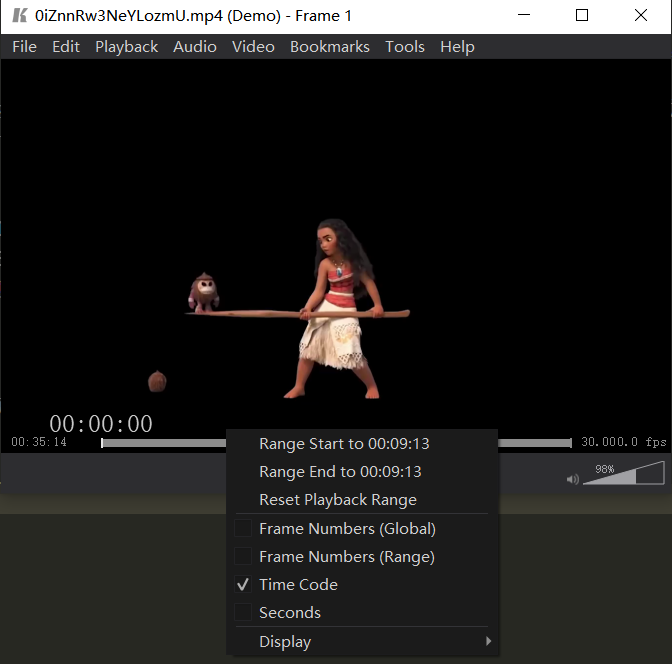 0iZnnRw3NeYLozmU.mp4 (Demo) - Frame 1
File Edit Playback Audio Video Bookmarks Tools Help
00:00:00
00:35:14
30.000.0 fps
98%
Range Start to 00:09:13
Range End to 00:09:13
Reset Playback Range
Frame Numbers (Global)
Frame Numbers (Range)
Time Code
Seconds
Display